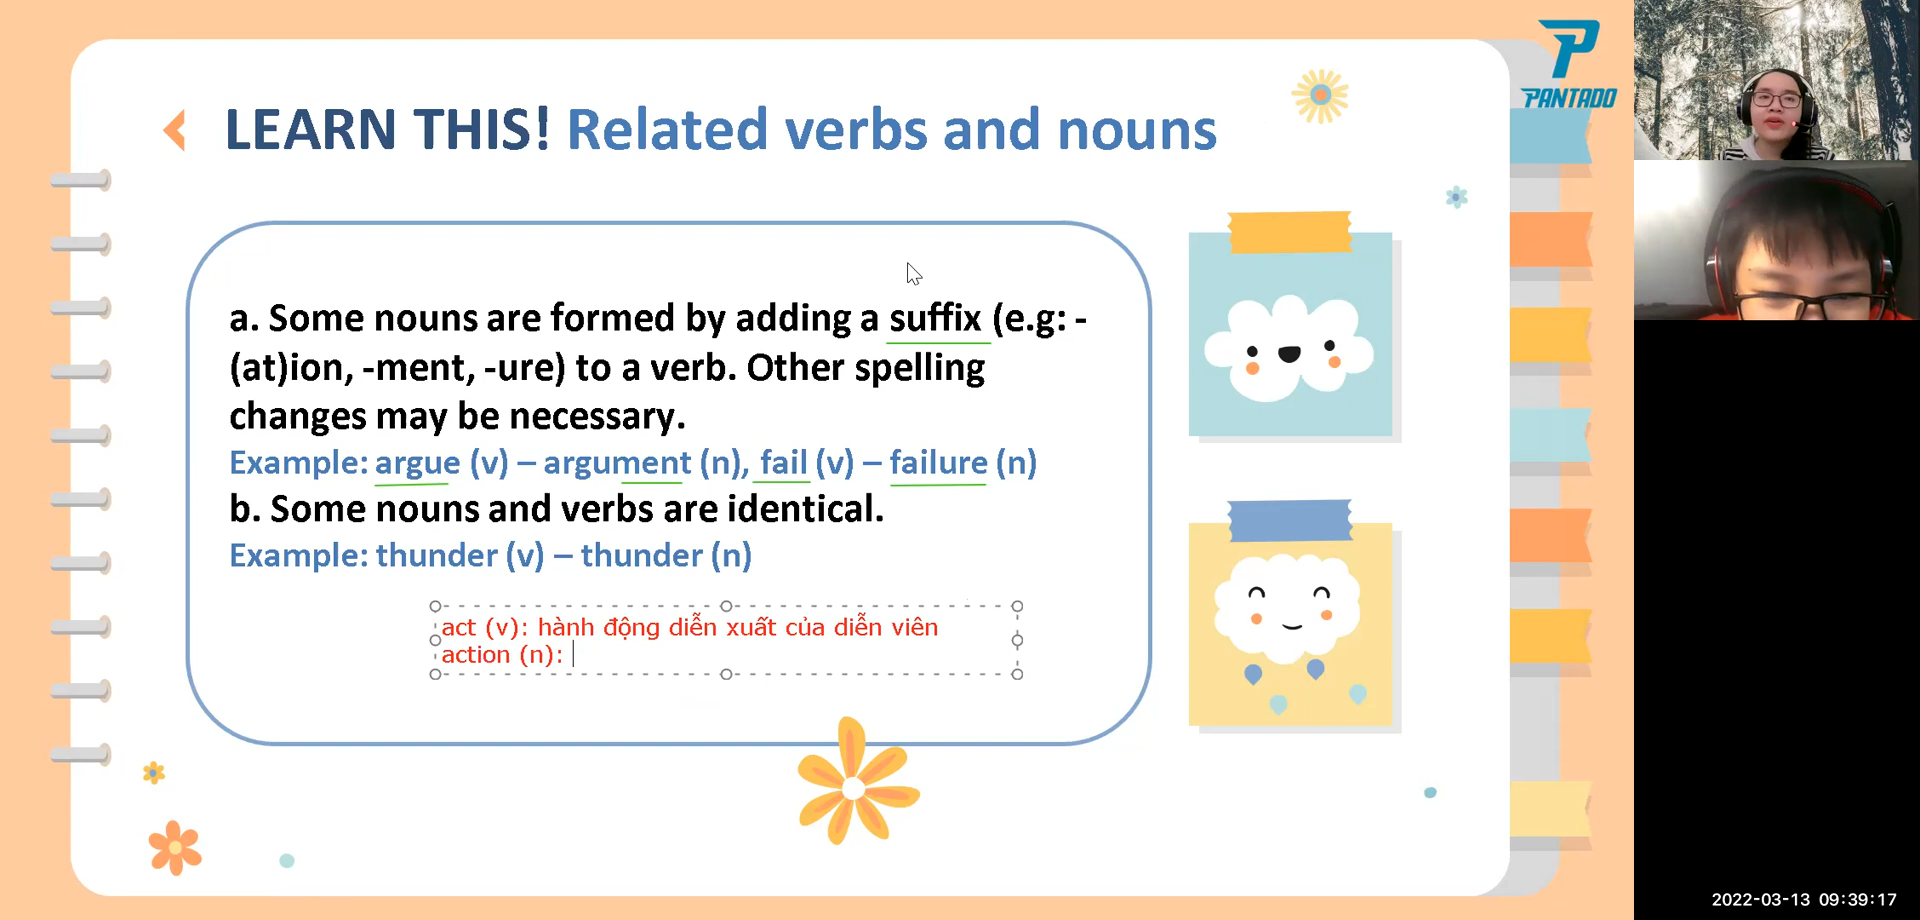 LEARN THIS! Related verbs and nouns
PANTADO
a. Some nouns are formed by adding a suffix (e.g: -
(at)ion, -ment, -ure) to a verb. Other spelling
changes may be necessary.
Example: argue (v) – argument (n), fail (v) – failure (n)
b. Some nouns and verbs are identical.
Example: thunder (v) – thunder (n)
act (v): hành động diễn xuất của diễn viên
action (n):
2022-03-13 09:39:17